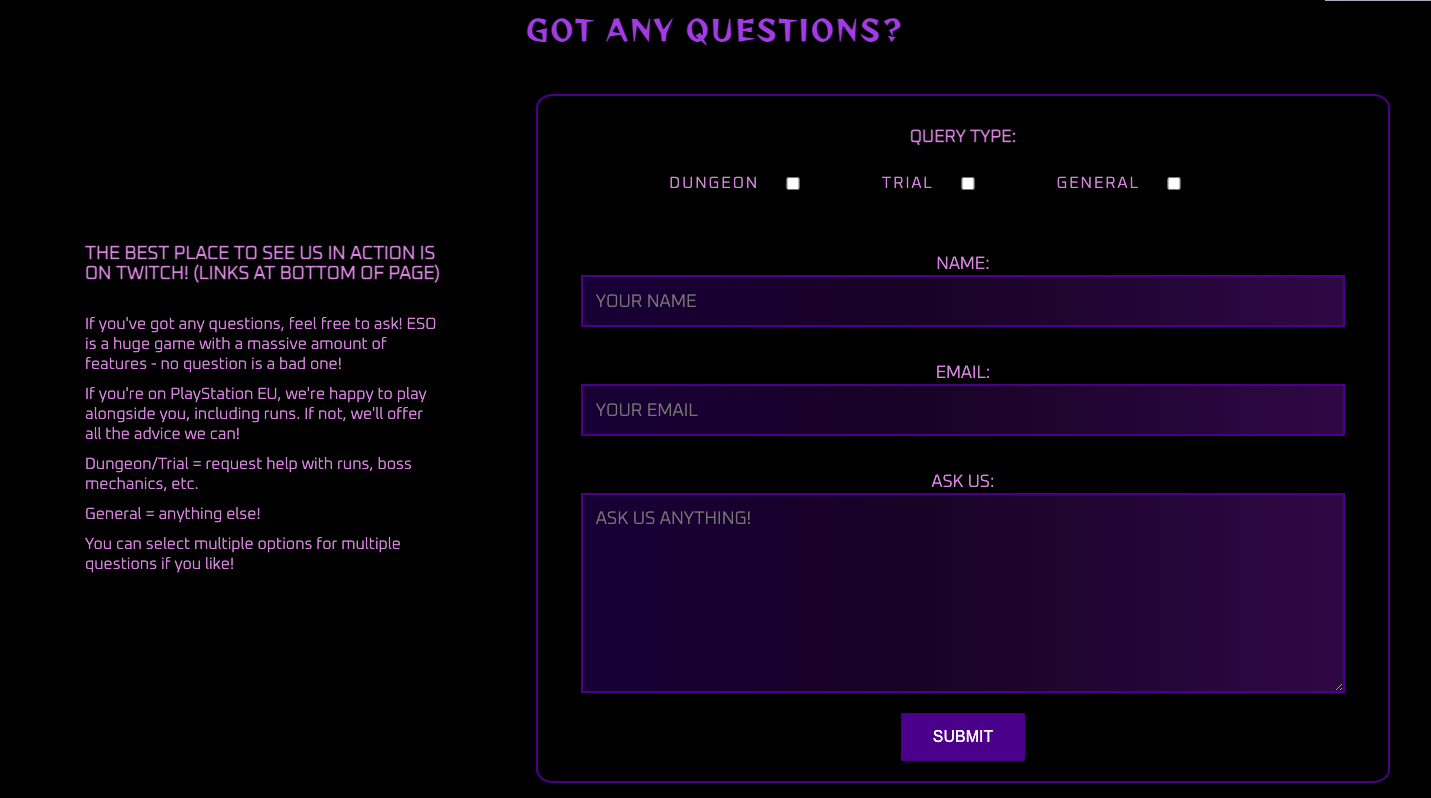 GOT ANY QUESTIONS?
THE BEST PLACE TO SEE US IN ACTION IS
ON TWITCH! (LINKS AT BOTTOM OF PAGE)
If you've got any questions, feel free to ask! ESO
is a huge game with a massive amount of
features - no question is a bad one!
If you're on PlayStation EU, we're happy to play
alongside you, including runs. If not, we'll offer
all the advice we can!
Dungeon/Trial = request help with runs, boss
mechanics, etc.
General = anything else!
You can select multiple options for multiple
questions if you like!
QUERY TYPE:
DUNGEON TRIAL GENERAL
NAME:
YOUR NAME
EMAIL:
YOUR EMAIL
ASK US:
ASK US ANYTHING!
SUBMIT